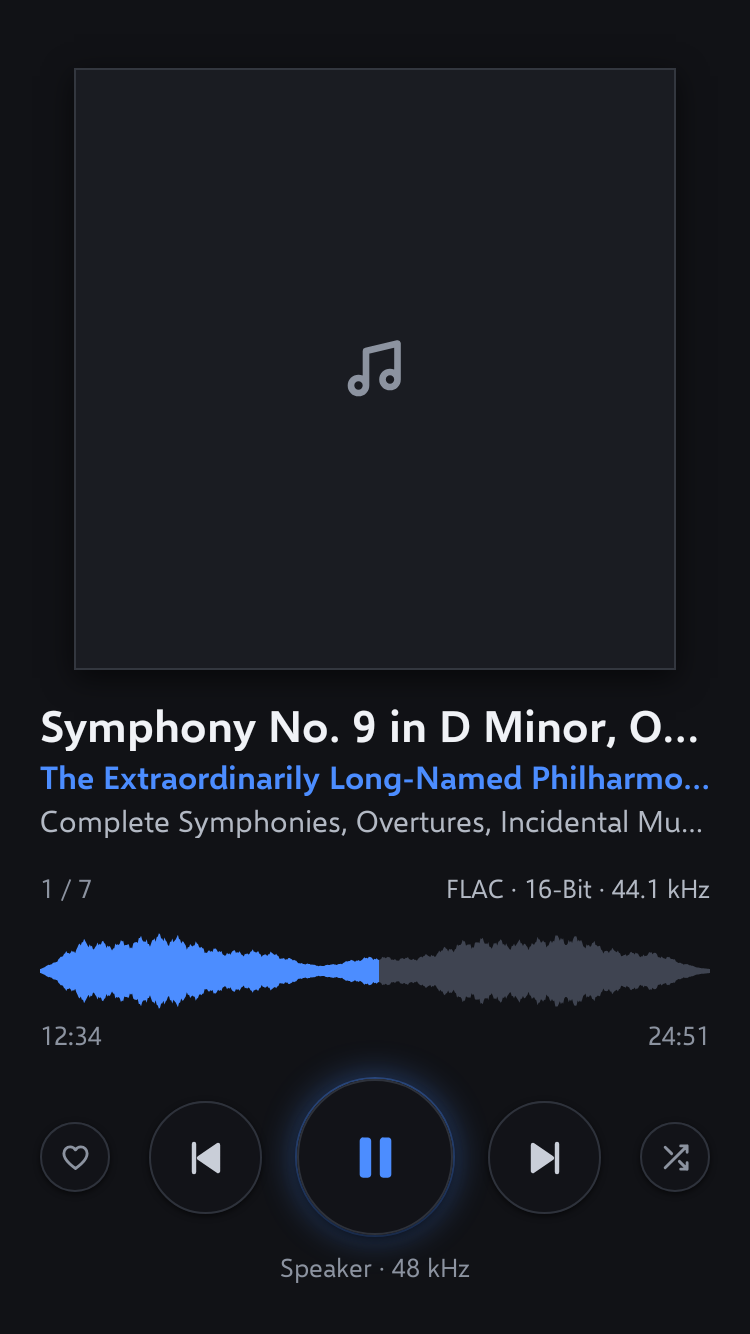 Symphony No. 9 in D Minor, O...
The Extraordinarily Long-Named Philharmo...
Complete Symphonies, Overtures, Incidental Mu...
1 / 7
FLAC · 16-Bit · 44.1 kHz
12:34
24:51
Speaker · 48 kHz